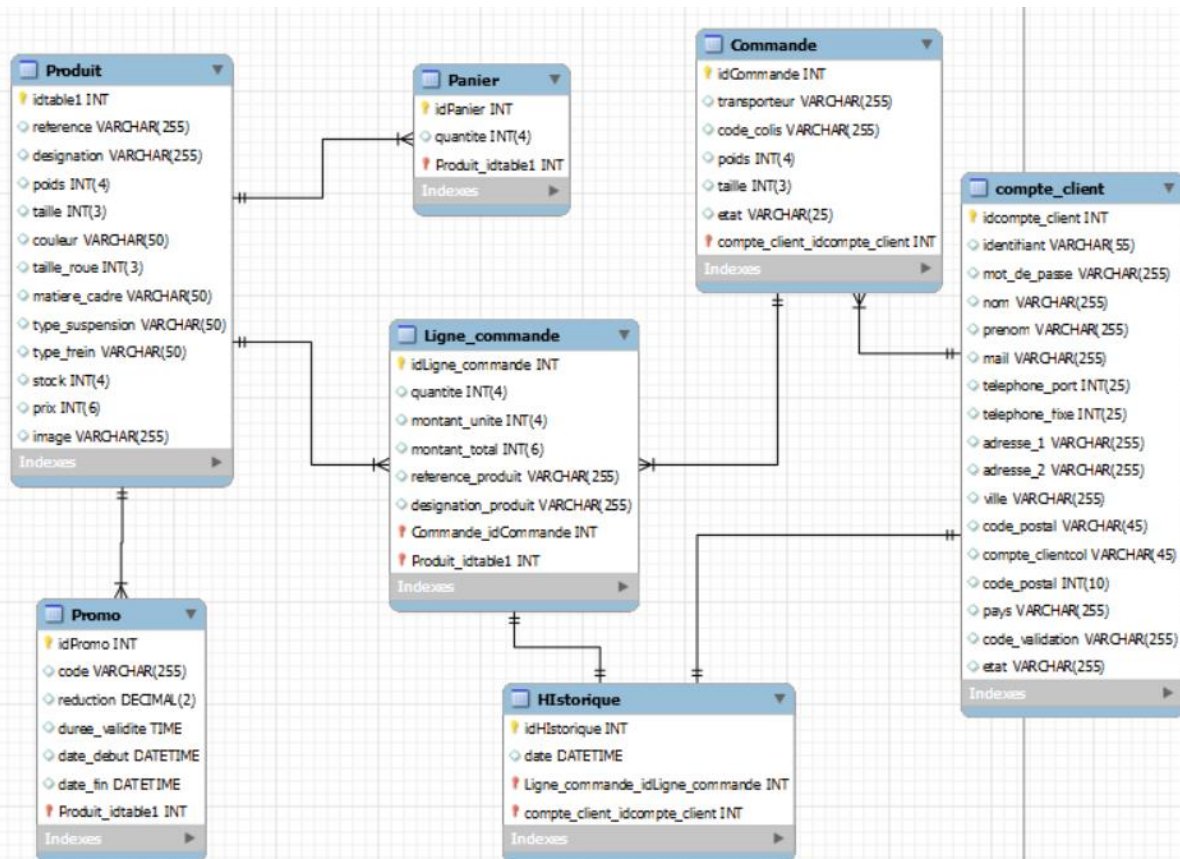 Produit
idtable1 INT
reference VARCHAR(255)
designation VARCHAR(255)
poids INT(4)
taille INT(3)
couleur VARCHAR(50)
taille_roue INT(3)
matiere_cadre VARCHAR(50)
type_suspension VARCHAR(50)
type_frein VARCHAR(50)
stock INT(4)
prix INT(6)
image VARCHAR(255)
Indexes
Panier
idPanier INT
quantite INT(4)
Produit_idtable1 INT
Indexes
Commande
idCommande INT
transporteur VARCHAR(255)
code_colis VARCHAR(255)
poids INT(4)
taille INT(3)
etat VARCHAR(25)
compte_client_idcompte_client INT
Indexes
compte_client
idcompte_client INT
identifiant VARCHAR(55)
mot_de_passe VARCHAR(255)
nom VARCHAR(255)
prenom VARCHAR(255)
mail VARCHAR(255)
telephone_port INT(25)
telephone_fixe INT(25)
adresse_1 VARCHAR(255)
adresse_2 VARCHAR(255)
ville VARCHAR(255)
code_postal VARCHAR(45)
compte_clientcol VARCHAR(45)
code_postal INT(10)
pays VARCHAR(255)
code_validation VARCHAR(255)
etat VARCHAR(255)
Indexes
Ligne_commande
idLigne_commande INT
quantite INT(4)
montant_unite INT(4)
montant_total INT(6)
reference_produit VARCHAR(255)
designation_produit VARCHAR(255)
Commande_idCommande INT
Produit_idtable1 INT
Indexes
Promo
idPromo INT
code VARCHAR(255)
reduction DECIMAL(2)
duree_validite TIME
date_debut DATETIME
date_fin DATETIME
Produit_idtable1 INT
Indexes
HIstorique
idHIstorique INT
date DATETIME
Ligne_commande_idLigne_commande INT
compte_client_idcompte_client INT
Indexes